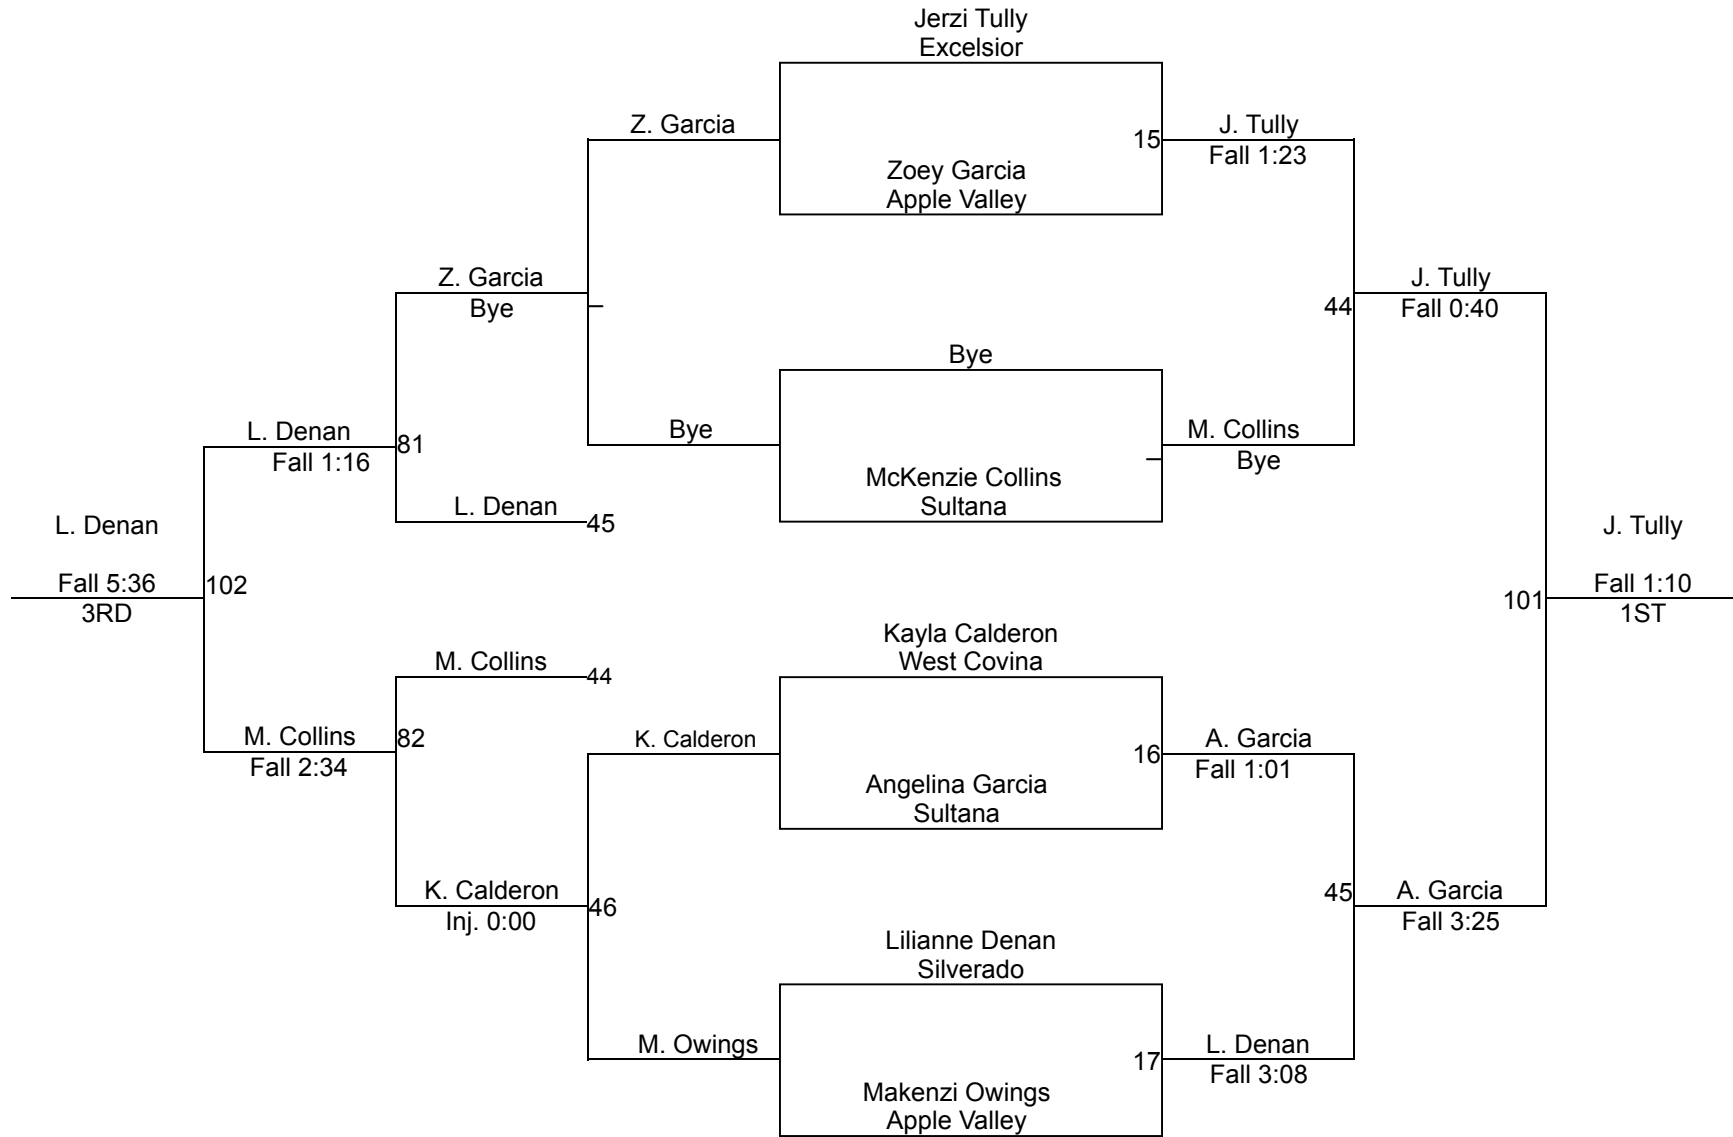 Jerzi Tully
Excelsior
Z. Garcia
15
J. Tully
Fall 1:23
Zoey Garcia
Apple Valley
Z. Garcia
Bye
J. Tully
Fall 0:40
44
Bye
L. Denan
Fall 1:16
81
Bye
M. Collins
Bye
McKenzie Collins
Sultana
L. Denan
45
L. Denan
Fall 5:36
3RD
102
J. Tully
Fall 1:10
1ST
101
Kayla Calderon
West Covina
M. Collins
44
M. Collins
Fall 2:34
82
K. Calderon
16
A. Garcia
Fall 1:01
Angelina Garcia
Sultana
K. Calderon
Inj. 0:00
46
45
A. Garcia
Fall 3:25
Lilianne Denan
Silverado
M. Owings
17
L. Denan
Fall 3:08
Makenzi Owings
Apple Valley